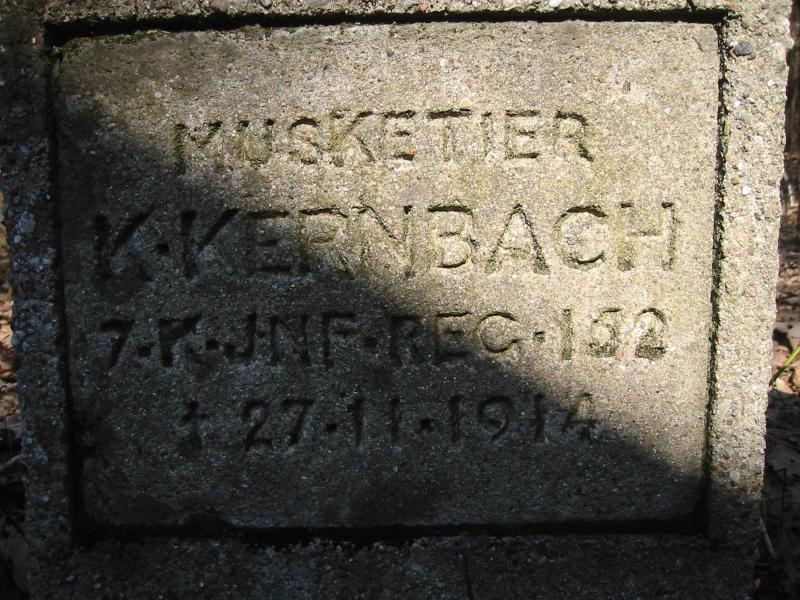 MUSKETIER
K·KERNBACH
7·K·JNF·REG·152
† 27·11·1914